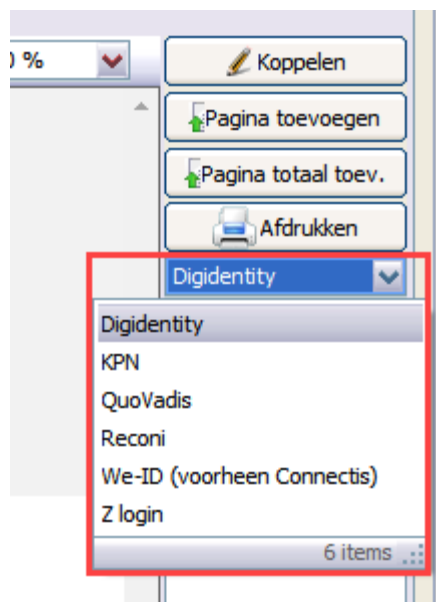 0 %
Koppelen
Pagina toevoegen
Pagina totaal toev.
Afdrukken
Digidentity
Digidentity
KPN
QuoVadis
Reconi
We-ID (voorheen Connectis)
Z login
6 items